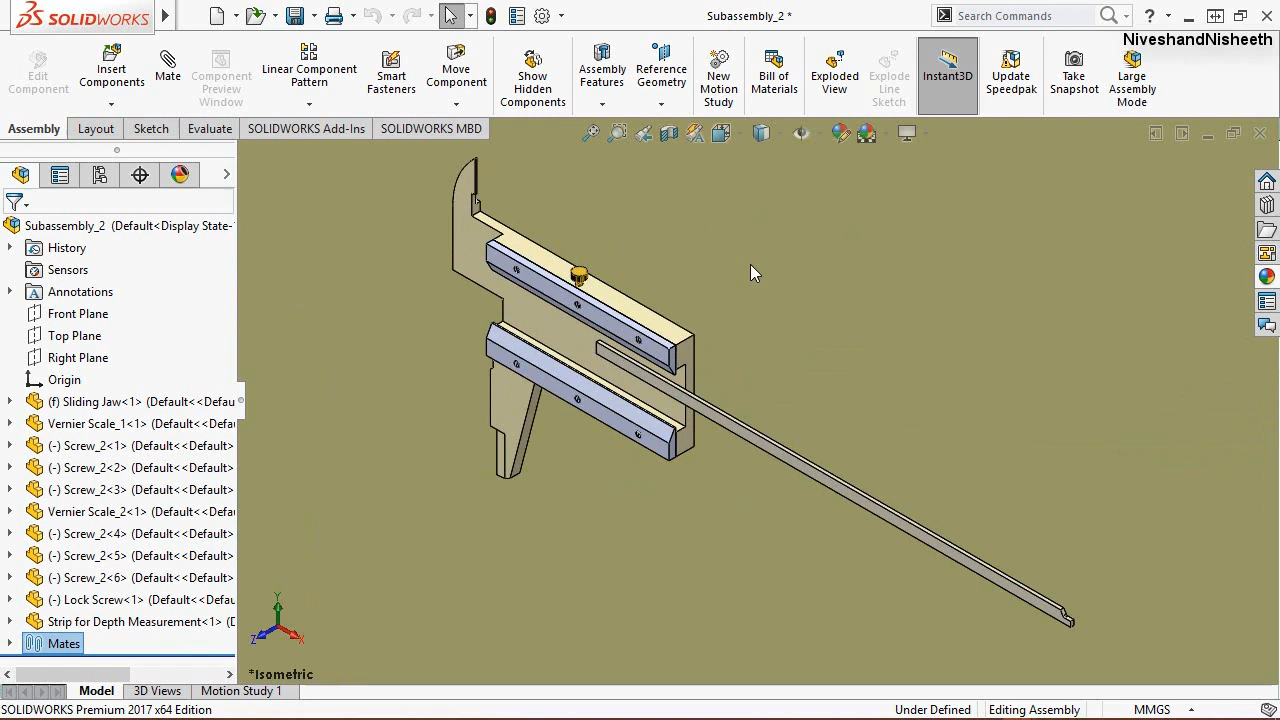 SOLIDWORKS
Subassembly_2 *
Search Commands
NiveshandNisheeth
Edit Component
Insert Components
Mate
Component Preview Window
Linear Component Pattern
Smart Fasteners
Move Component
Show Hidden Components
Assembly Features
Reference Geometry
New Motion Study
Bill of Materials
Exploded View
Explode Line Sketch
Instant3D
Update Speedpak
Take Snapshot
Large Assembly Mode
Assembly
Layout
Sketch
Evaluate
SOLIDWORKS Add-Ins
SOLIDWORKS MBD
Subassembly_2 (Default<Display State-
History
Sensors
Annotations
Front Plane
Top Plane
Right Plane
Origin
(f) Sliding Jaw<1> (Default<<Defau
Vernier Scale_1<1> (Default<<Defau
(-) Screw_2<1> (Default<<Default>
(-) Screw_2<2> (Default<<Default>
(-) Screw_2<3> (Default<<Default>
Vernier Scale_2<1> (Default<<Defau
(-) Screw_2<4> (Default<<Default>
(-) Screw_2<5> (Default<<Default>
(-) Screw_2<6> (Default<<Default>
(-) Lock Screw<1> (Default<<Defau
Strip for Depth Measurement<1> (D
Mates
Y
Z
X
*Isometric
Model
3D Views
Motion Study 1
SOLIDWORKS Premium 2017 x64 Edition
Under Defined
Editing Assembly
MMGS